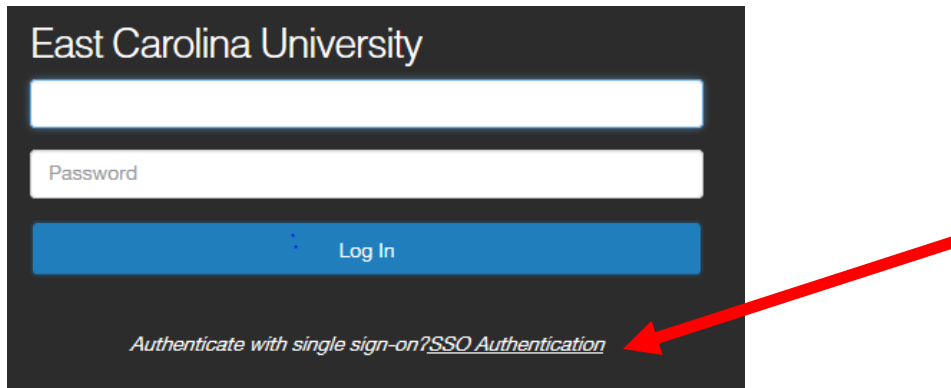 East Carolina University
Password
Log In
Authenticate with single sign-on?SSO Authentication